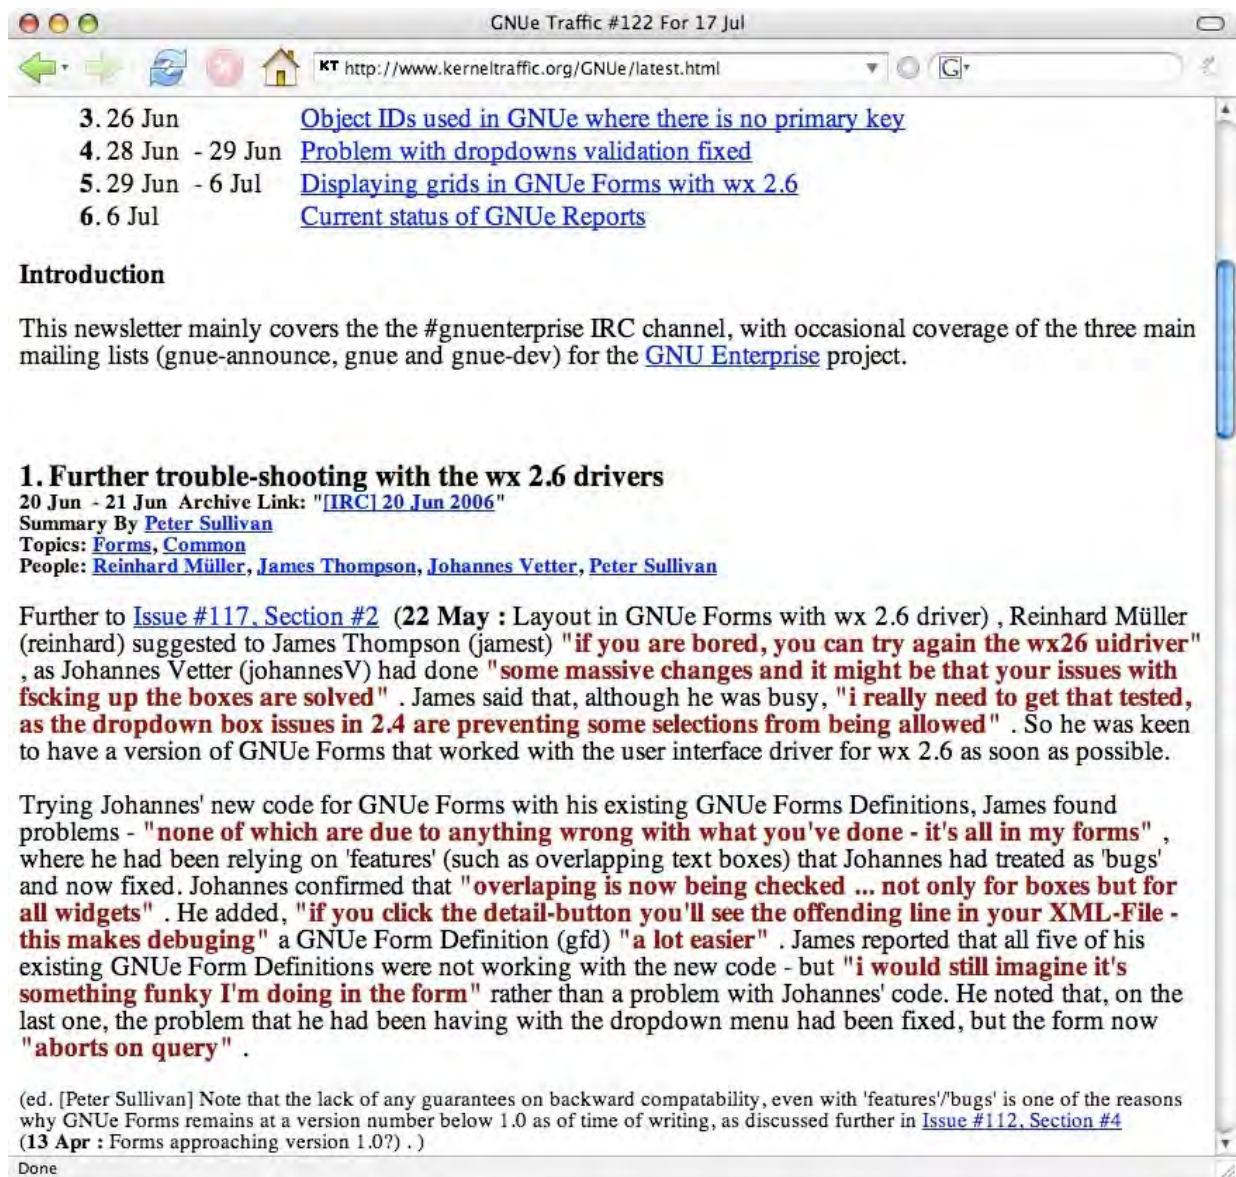 GNUe Traffic #122 For 17 Jul
KT http://www.kerneltraffic.org/GNUe/latest.html
G
3. 26 Jun Object IDs used in GNUe where there is no primary key
4. 28 Jun - 29 Jun Problem with dropdowns validation fixed
5. 29 Jun - 6 Jul Displaying grids in GNUe Forms with wx 2.6
6. 6 Jul Current status of GNUe Reports
Introduction
This newsletter mainly covers the the #gnuenterprise IRC channel, with occasional coverage of the three main
mailing lists (gnue-announce, gnue and gnue-dev) for the GNU Enterprise project.
1. Further trouble-shooting with the wx 2.6 drivers
20 Jun - 21 Jun Archive Link: "[IRC] 20 Jun 2006"
Summary By Peter Sullivan
Topics: Forms, Common
People: Reinhard Müller, James Thompson, Johannes Vetter, Peter Sullivan
Further to Issue #117, Section #2 (22 May : Layout in GNUe Forms with wx 2.6 driver) , Reinhard Müller
(reinhard) suggested to James Thompson (jamest) "if you are bored, you can try again the wx26 uidriver"
, as Johannes Vetter (johannesV) had done "some massive changes and it might be that your issues with
fscking up the boxes are solved" . James said that, although he was busy, "i really need to get that tested,
as the dropdown box issues in 2.4 are preventing some selections from being allowed" . So he was keen
to have a version of GNUe Forms that worked with the user interface driver for wx 2.6 as soon as possible.
Trying Johannes' new code for GNUe Forms with his existing GNUe Forms Definitions, James found
problems - "none of which are due to anything wrong with what you've done - it's all in my forms" ,
where he had been relying on 'features' (such as overlapping text boxes) that Johannes had treated as 'bugs'
and now fixed. Johannes confirmed that "overlaping is now being checked ... not only for boxes but for
all widgets" . He added, "if you click the detail-button you'll see the offending line in your XML-File -
this makes debuging" a GNUe Form Definition (gfd) "a lot easier" . James reported that all five of his
existing GNUe Form Definitions were not working with the new code - but "i would still imagine it's
something funky I'm doing in the form" rather than a problem with Johannes' code. He noted that, on the
last one, the problem that he had been having with the dropdown menu had been fixed, but the form now
"aborts on query" .
(ed. [Peter Sullivan] Note that the lack of any guarantees on backward compatability, even with 'features'/'bugs' is one of the reasons
why GNUe Forms remains at a version number below 1.0 as of time of writing, as discussed further in Issue #112, Section #4
(13 Apr : Forms approaching version 1.0?) . )
Done